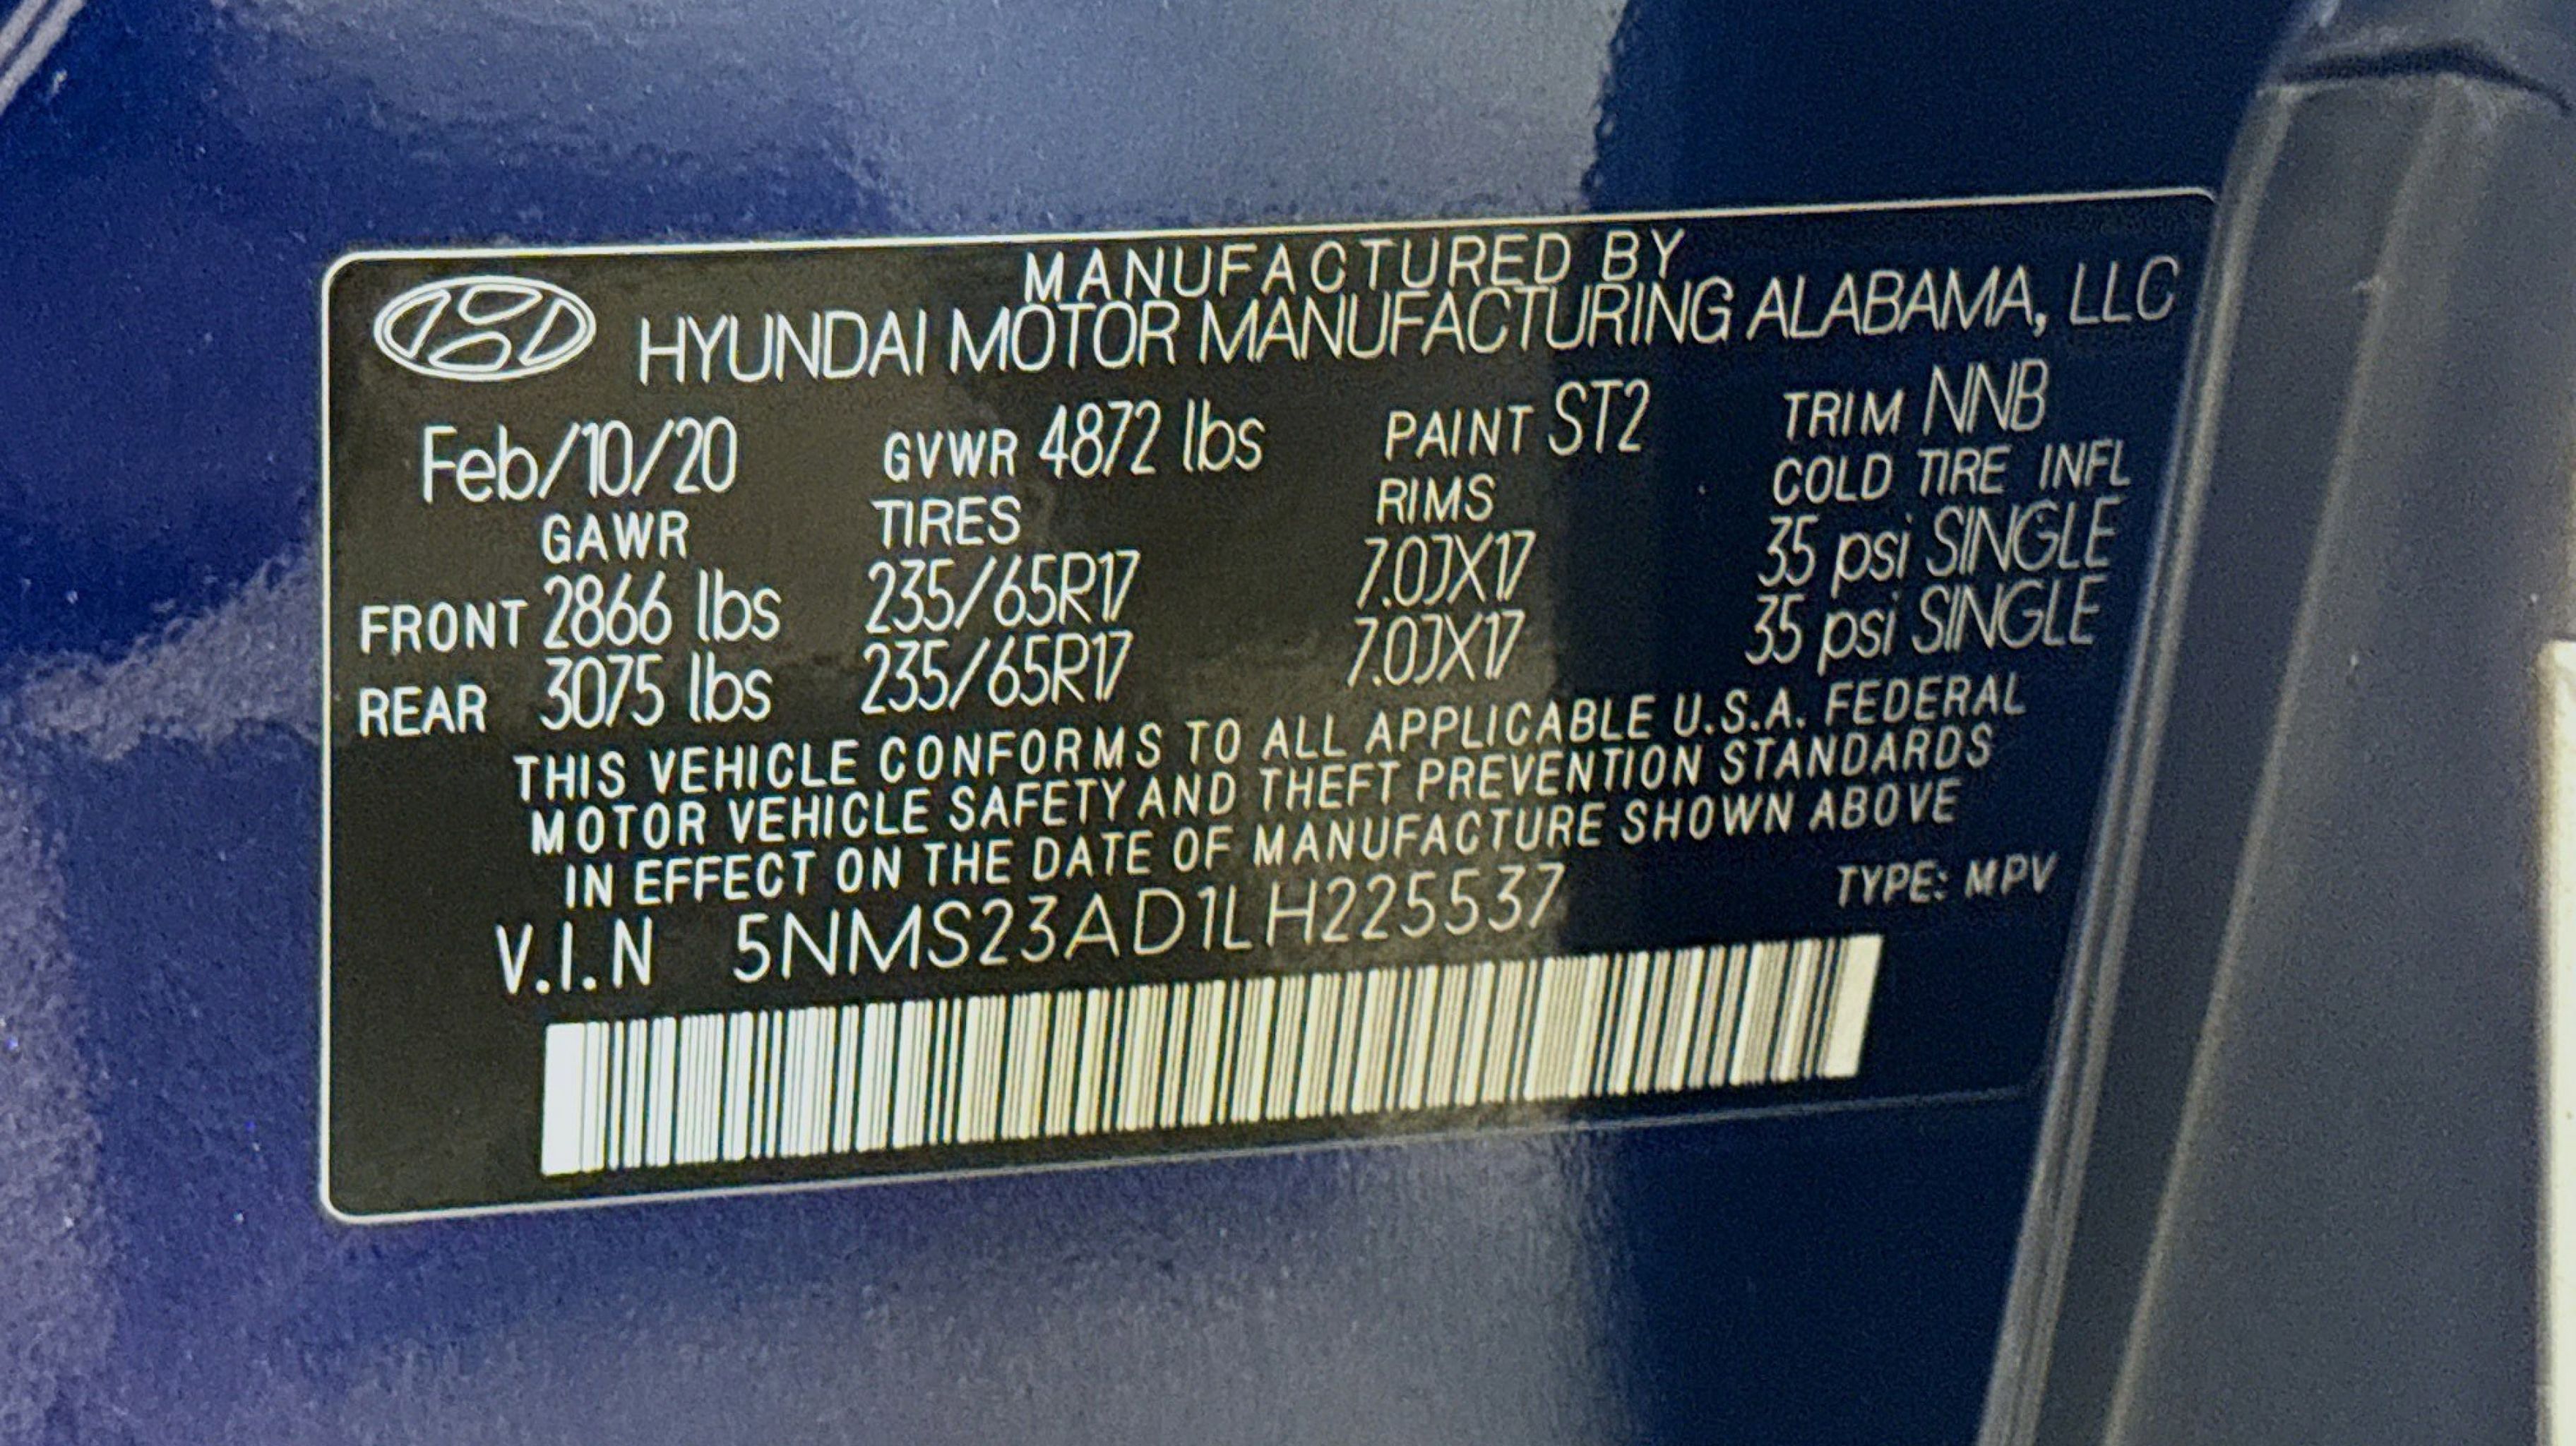 MANUFACTURED BY
HYUNDAI MOTOR MANUFACTURING ALABAMA, LLC
Feb/10/20 GVWR 4872 lbs PAINT ST2 TRIM NNB
GAWR TIRES RIMS COLD TIRE INFL
FRONT 2866 lbs 235/65R17 7.0JX17 35 psi SINGLE
REAR 3075 lbs 235/65R17 7.0JX17 35 psi SINGLE
THIS VEHICLE CONFORMS TO ALL APPLICABLE U.S.A. FEDERAL
MOTOR VEHICLE SAFETY AND THEFT PREVENTION STANDARDS
IN EFFECT ON THE DATE OF MANUFACTURE SHOWN ABOVE
V.I.N 5NMS23AD1LH225537 TYPE: MPV